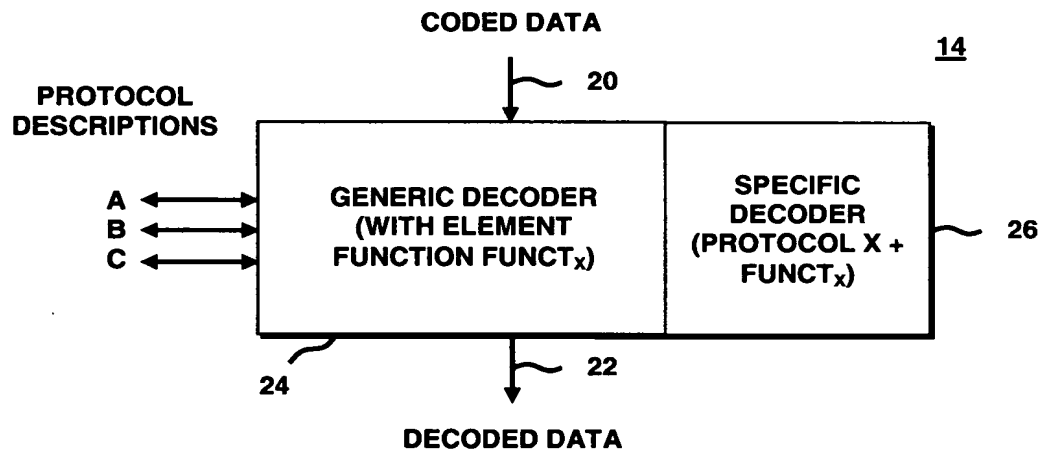 CODED DATA
14
20
PROTOCOL
DESCRIPTIONS
A
B
C
GENERIC DECODER
(WITH ELEMENT
FUNCTION FUNCTX)
SPECIFIC
DECODER
(PROTOCOL X +
FUNCTX)
26
24
22
DECODED DATA